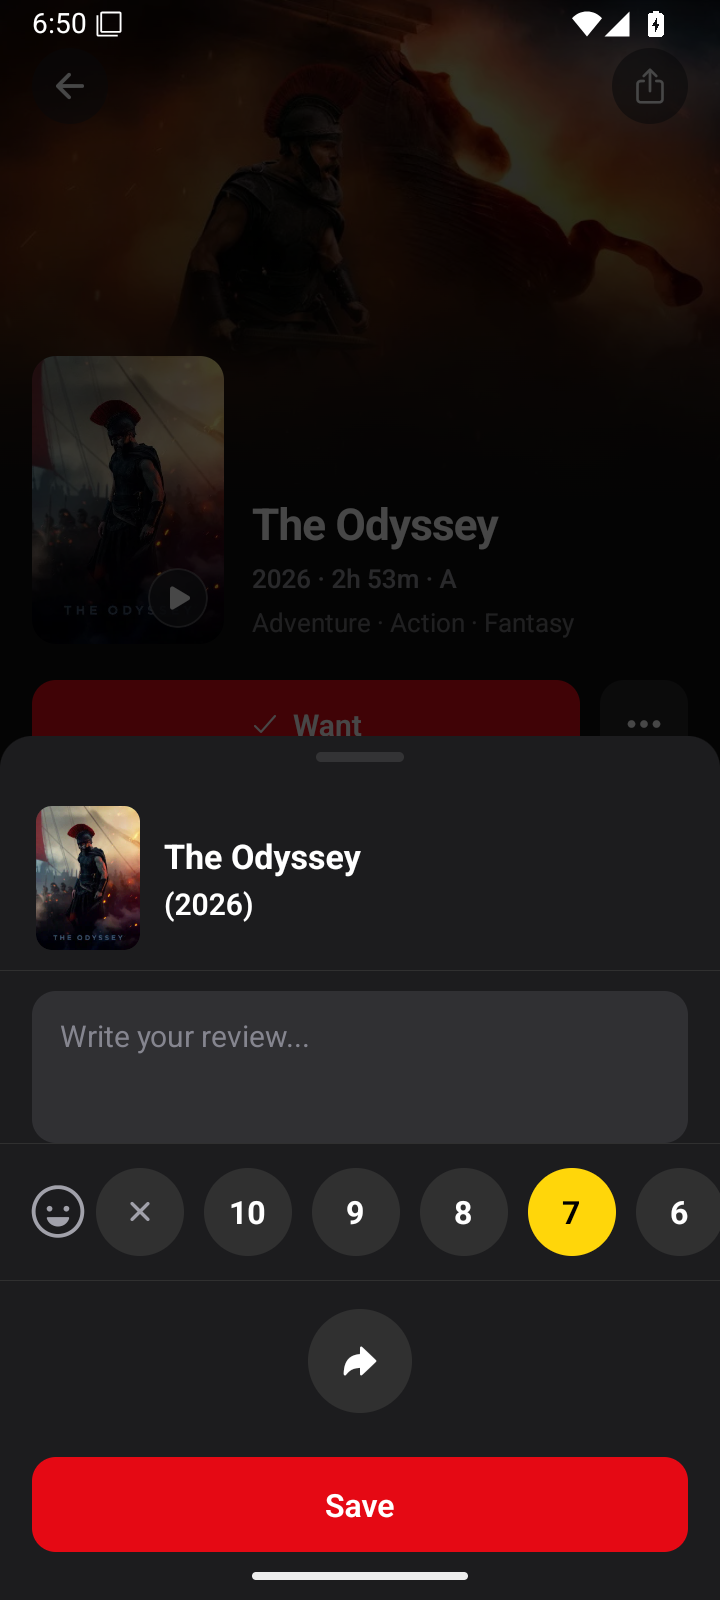 6:50
THE ODYS
The Odyssey
2026 · 2h 53m · A
Adventure · Action · Fantasy
Want
The Odyssey
(2026)
THE ODYSSEY
Write your review...
10 9 8 7 6
Save